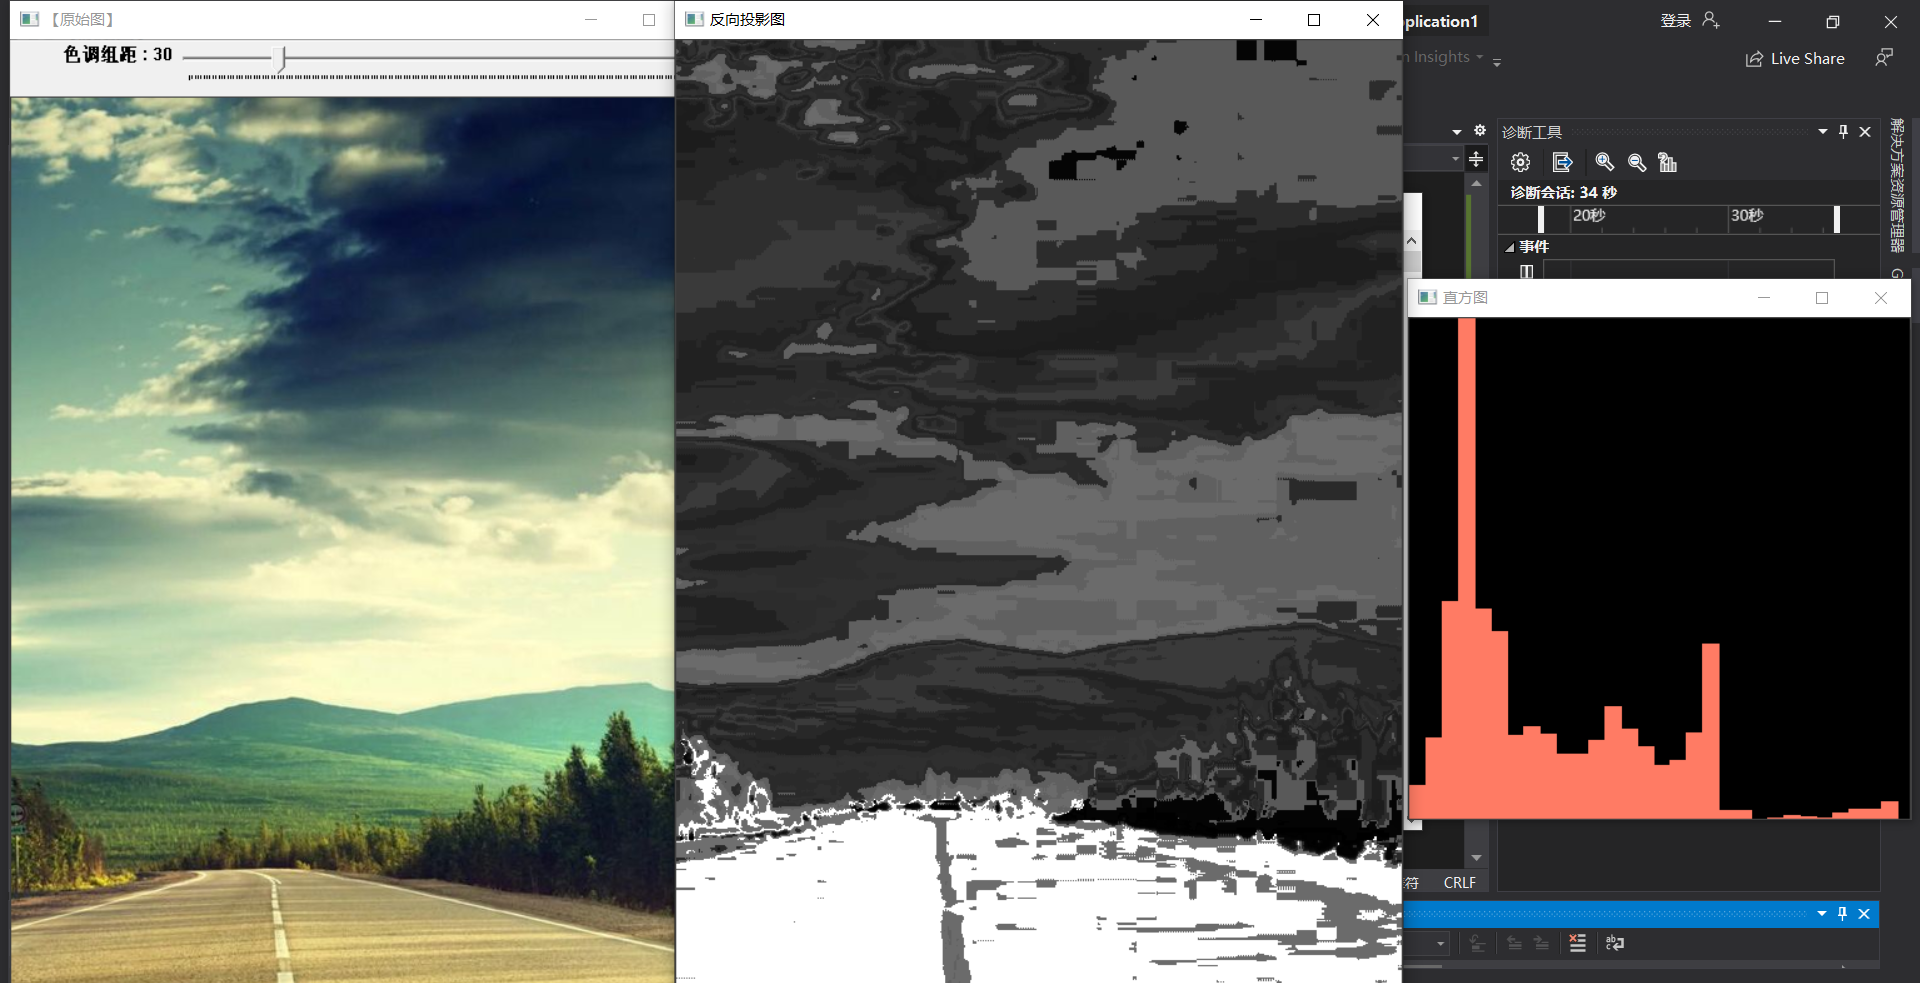 【原始图】
色调组距: 30
反向投影图
pplication1
登录
Insights
Live Share
诊断工具
诊断会话: 34 秒
20秒
30秒
事件
解决方案资源管理器
G
直方图
符
CRLF